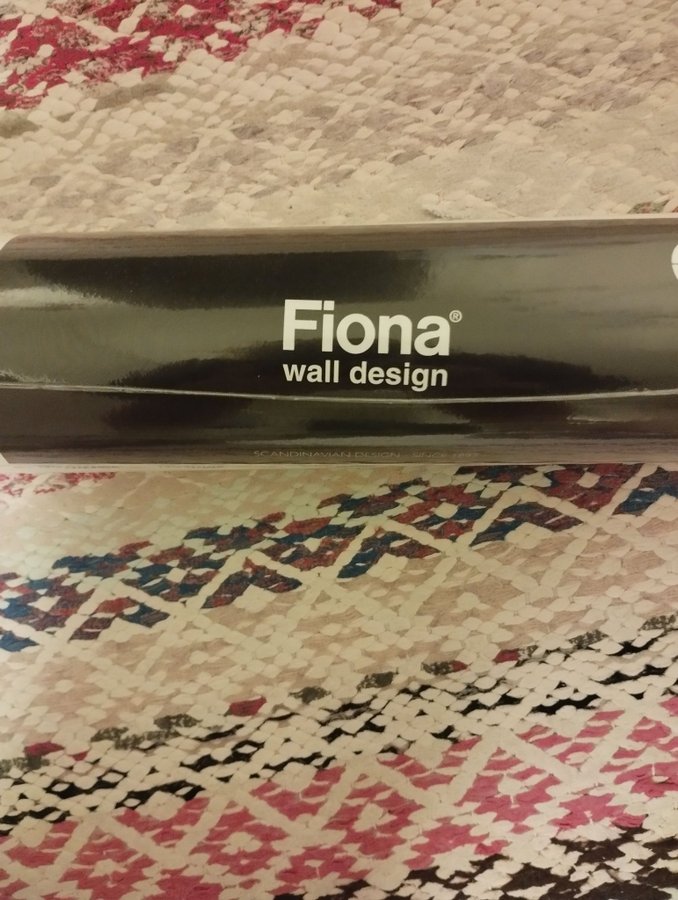 Fiona®
wall design
SCANDINAVIAN DESIGN - SINCE